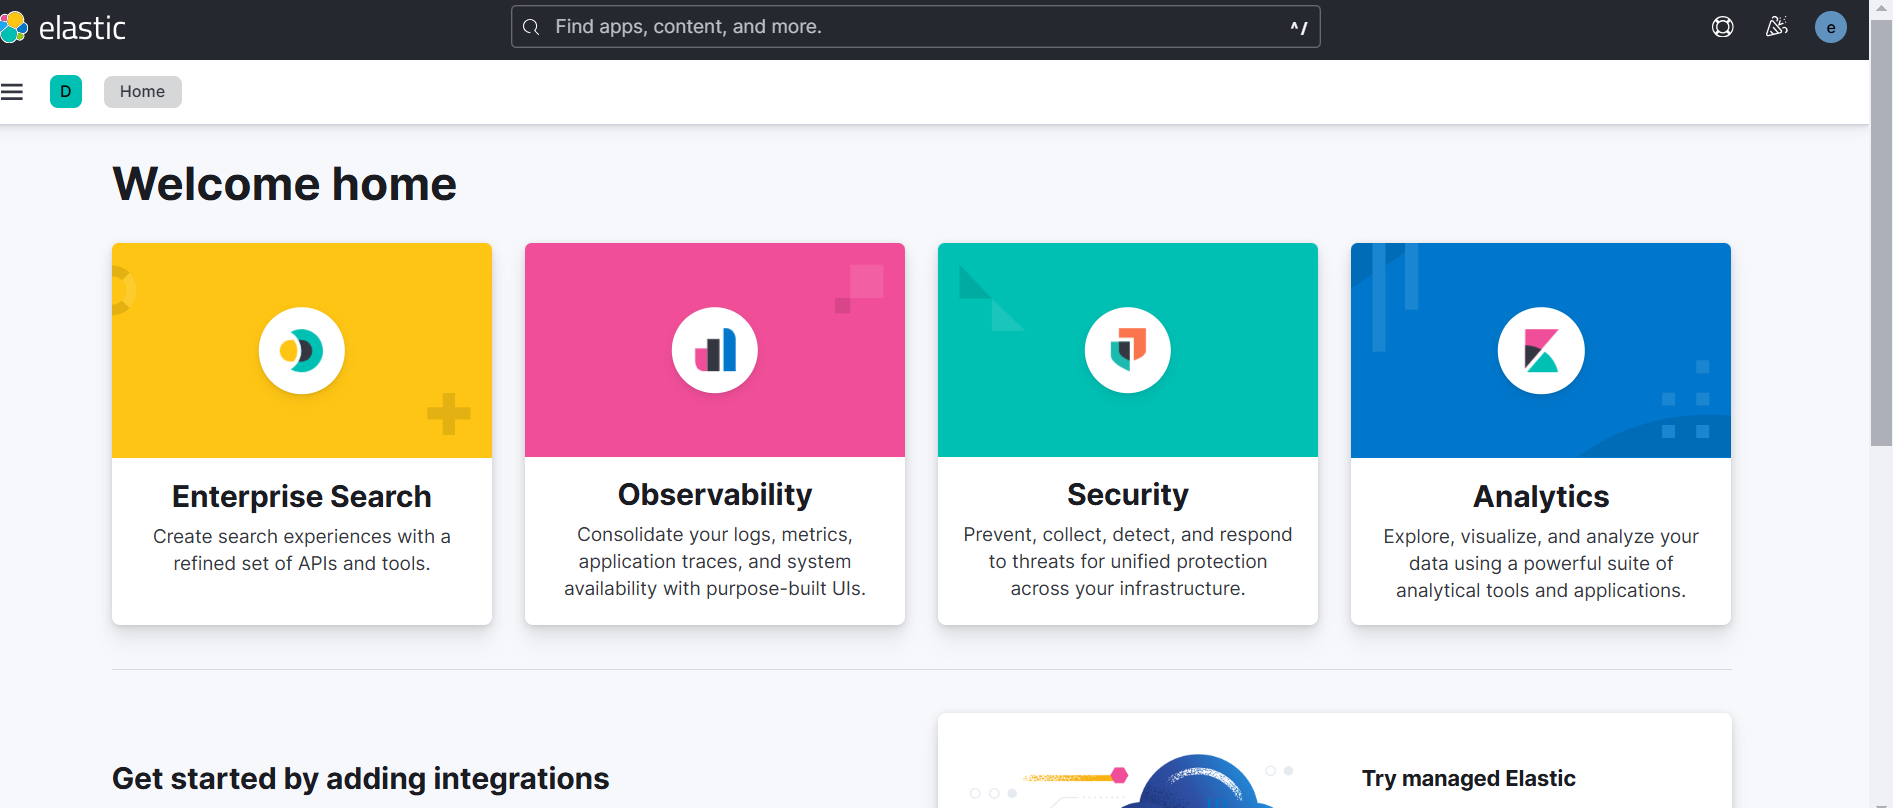 elastic
Find apps, content, and more.
^/
e
D
Home
Welcome home
Enterprise Search
Create search experiences with a
refined set of APIs and tools.
Observability
Consolidate your logs, metrics,
application traces, and system
availability with purpose-built UIs.
Security
Prevent, collect, detect, and respond
to threats for unified protection
across your infrastructure.
Analytics
Explore, visualize, and analyze your
data using a powerful suite of
analytical tools and applications.
Get started by adding integrations
Try managed Elastic